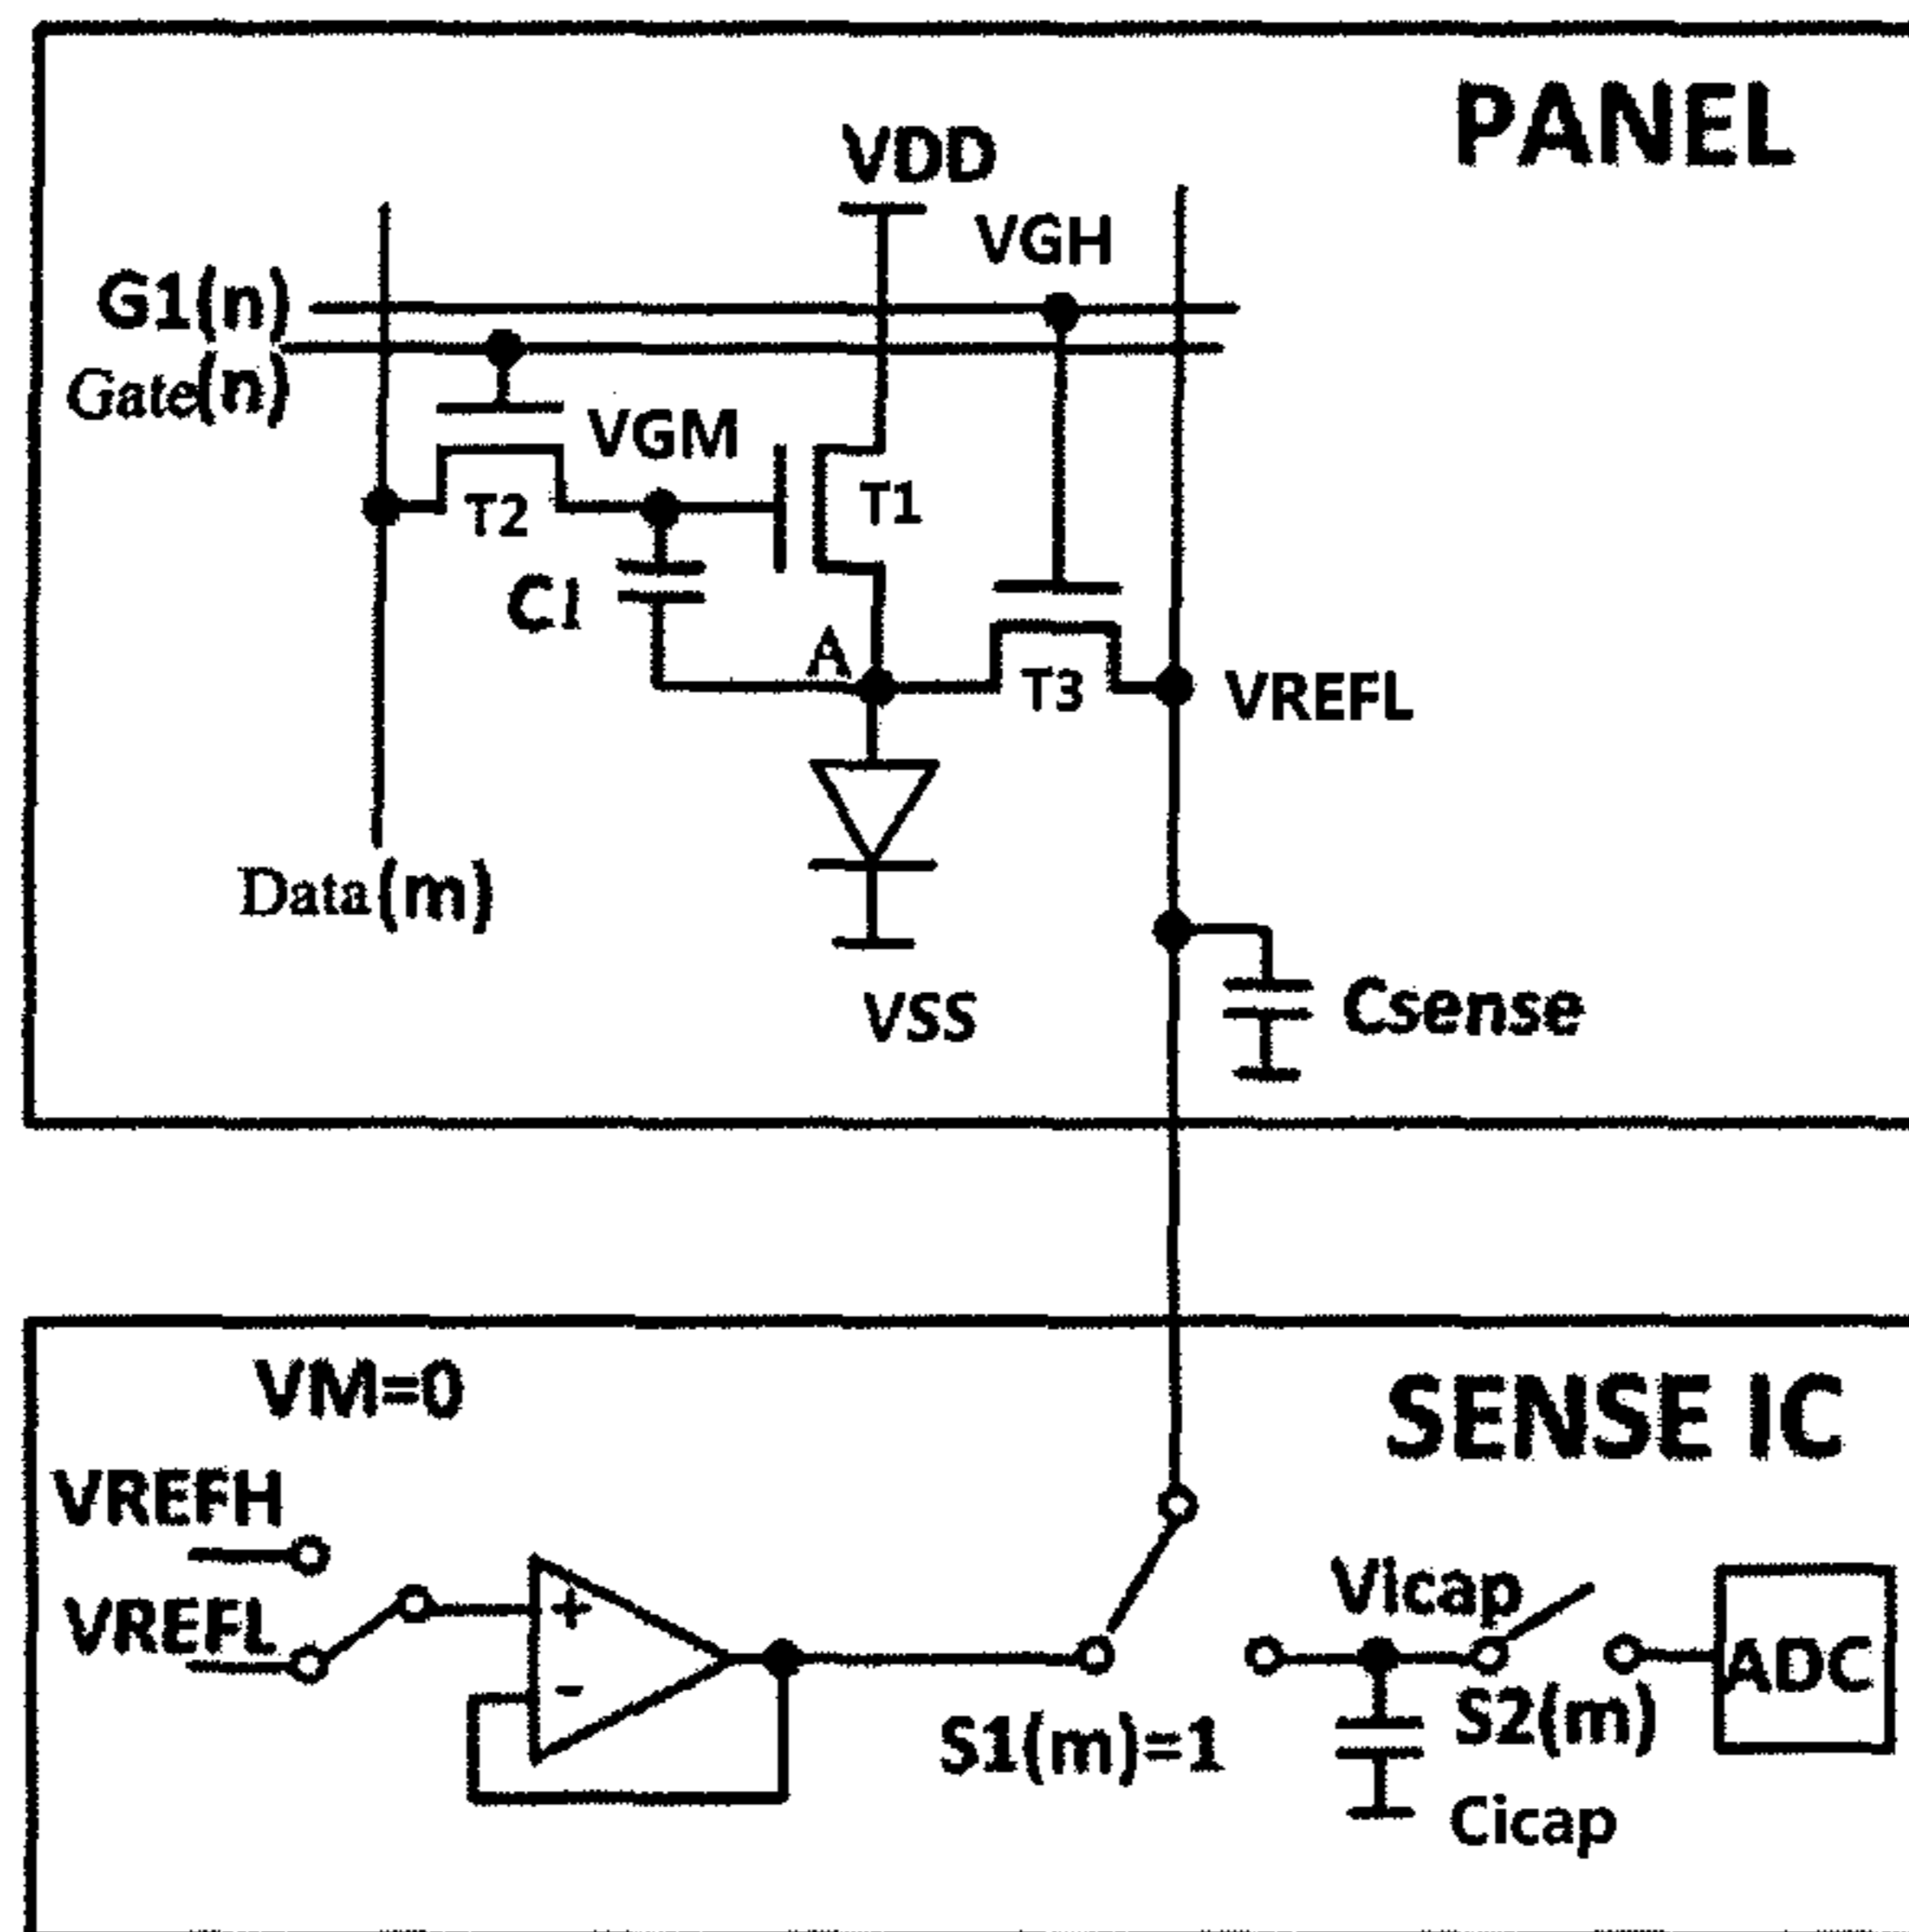 PANEL
VDD
VGH
G1(n)
Gate(n)
VGM
T1
T2
C1
A
T3
VREFL
Data(m)
VSS
Csense
VM=0
SENSE IC
VREFH
VREFL
+
-
Vicap
ADC
S1(m)=1
S2(m)
Cicap